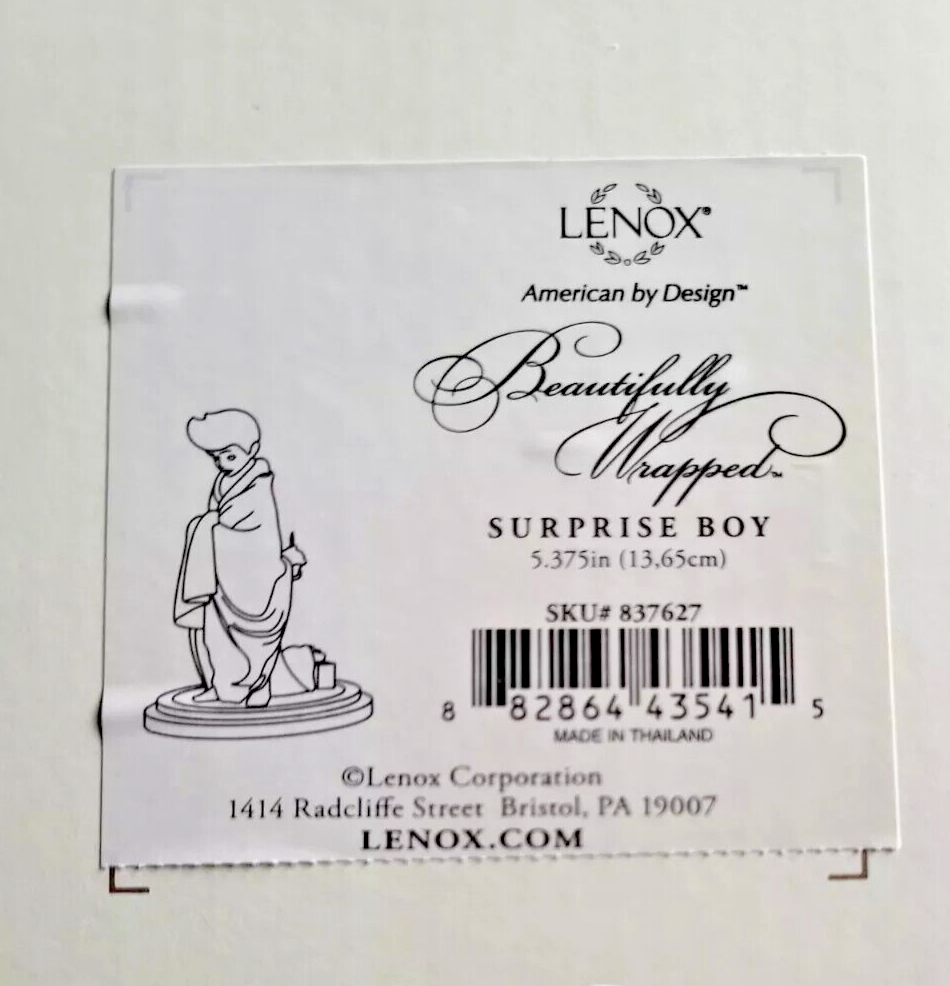 LENOX®
American by Design™
Beautifully
Wrapped™
SURPRISE BOY
5.375in (13,65cm)
SKU# 837627
8 82864 43541 5
MADE IN THAILAND
©Lenox Corporation
1414 Radcliffe Street Bristol, PA 19007
LENOX.COM